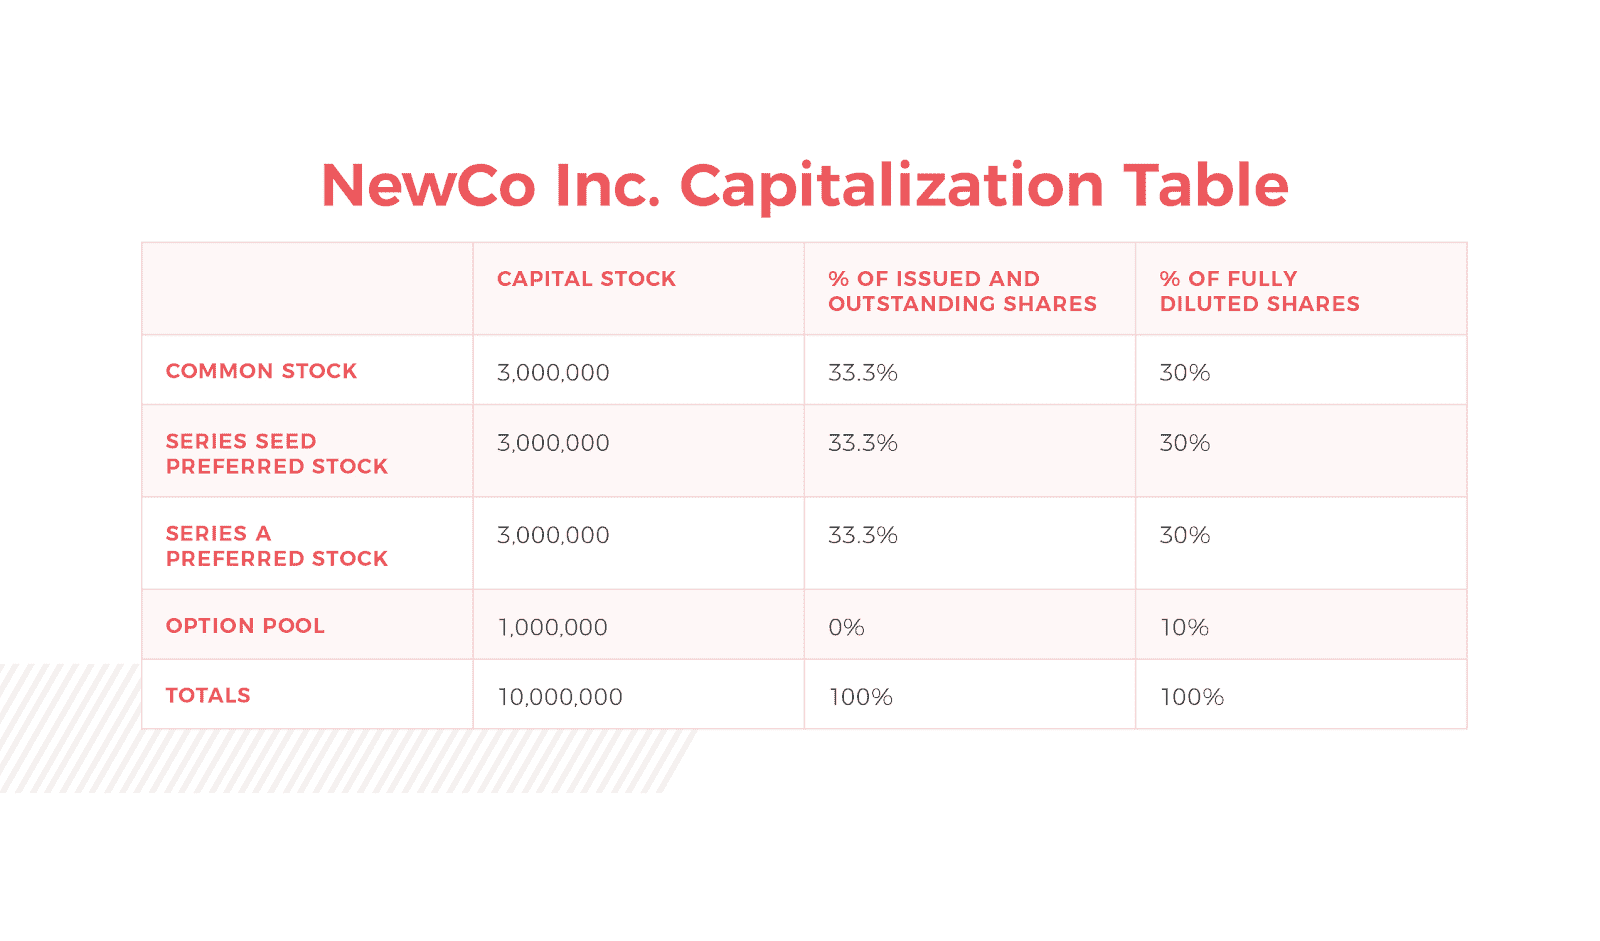 NewCo Inc. Capitalization Table
CAPITAL STOCK
% OF ISSUED AND
OUTSTANDING SHARES
% OF FULLY
DILUTED SHARES
COMMON STOCK
3,000,000
33.3%
30%
SERIES SEED
PREFERRED STOCK
3,000,000
33.3%
30%
SERIES A
PREFERRED STOCK
3,000,000
33.3%
30%
OPTION POOL
1,000,000
0%
10%
TOTALS
10,000,000
100%
100%